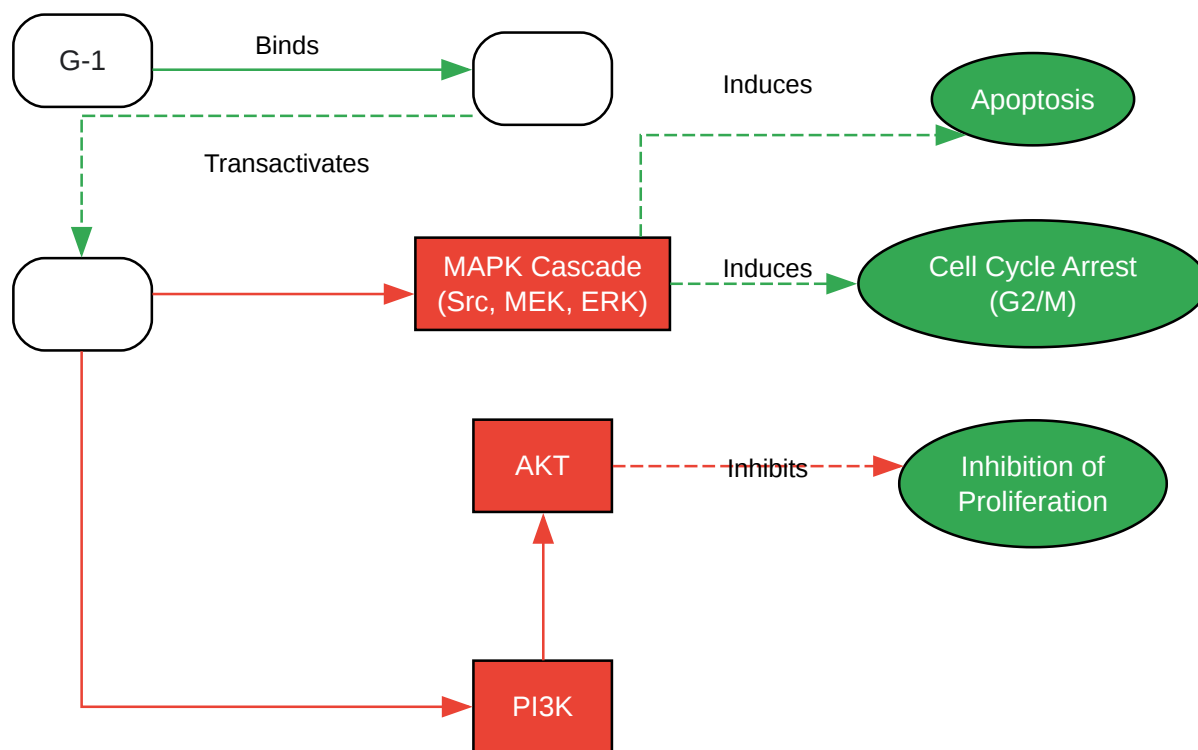 G-1
Binds
Induces
Apoptosis
Transactivates
MAPK Cascade
(Src, MEK, ERK)
Induces
Cell Cycle Arrest
(G2/M)
AKT
Inhibits
Inhibition of
Proliferation
PI3K